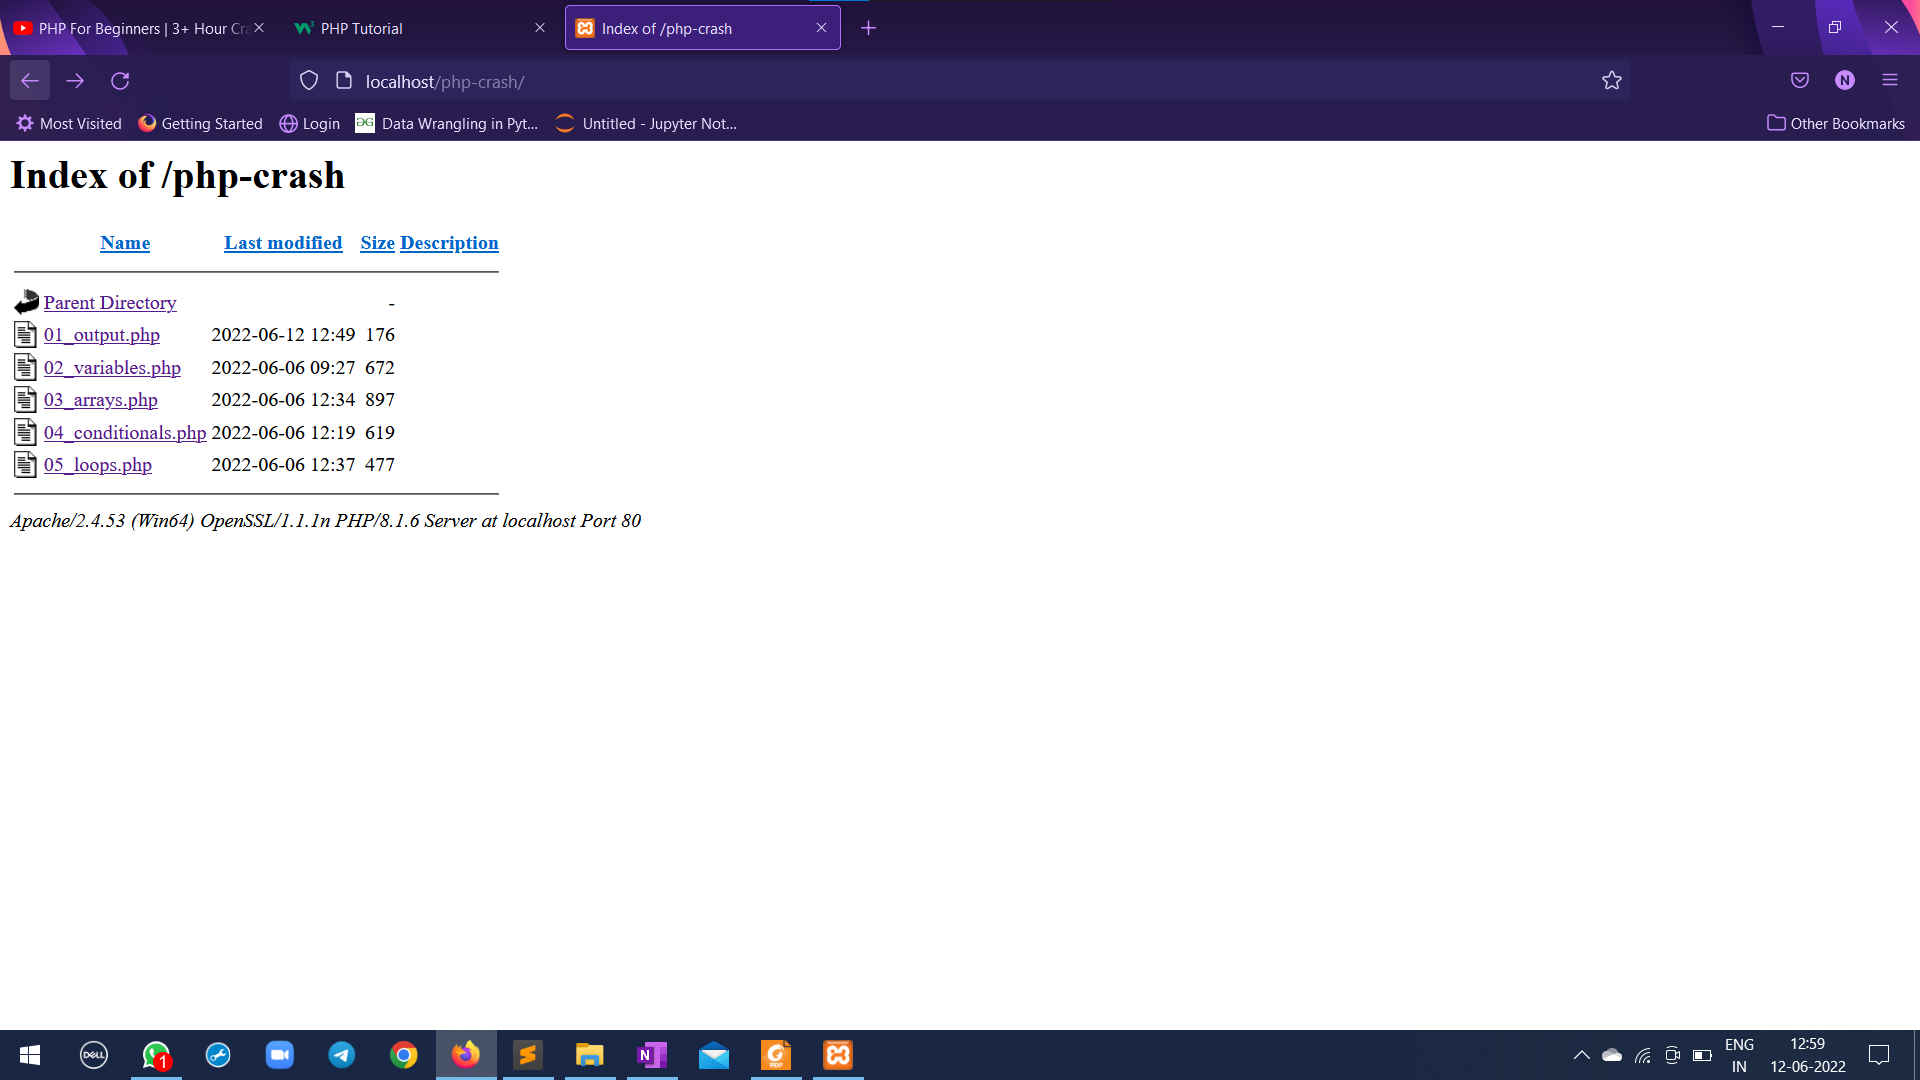 PHP For Beginners | 3+ Hour Cra
PHP Tutorial
Index of /php-crash
localhost/php-crash/
N
Most Visited
Getting Started
Login
Data Wrangling in Pyt...
Untitled - Jupyter Not...
Other Bookmarks
Index of /php-crash
Name Last modified Size Description
Parent Directory -
01_output.php 2022-06-12 12:49 176
02_variables.php 2022-06-06 09:27 672
03_arrays.php 2022-06-06 12:34 897
04_conditionals.php 2022-06-06 12:19 619
05_loops.php 2022-06-06 12:37 477
Apache/2.4.53 (Win64) OpenSSL/1.1.1n PHP/8.1.6 Server at localhost Port 80
DELL
1
N
PDF
ENG
IN
12:59
12-06-2022